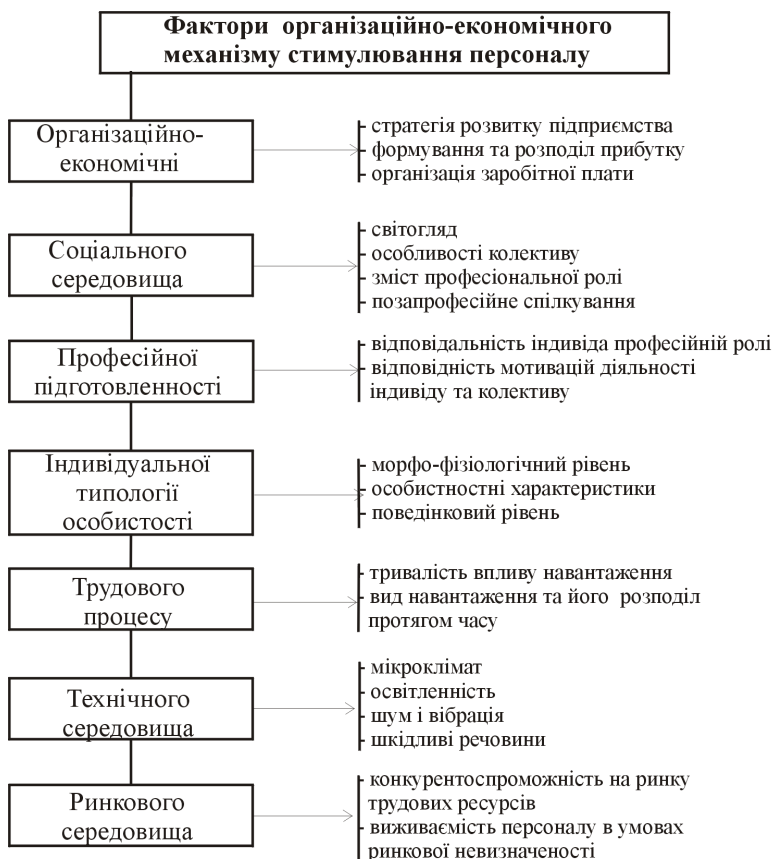 Фактори організаційно-економічного
механізму стимулювання персоналу
Організаційно-
економічні
- стратегія розвитку підприємства
- формування та розподіл прибутку
- організація заробітної плати
Соціального
середовища
- світогляд
- особливості колективу
- зміст професіональної ролі
- позапрофесійне спілкування
Професійної
підготовленності
- відповідальність індивіда професійній ролі
- відповідність мотивацій діяльності
індивіду та колективу
Індивідуальної
типології
особистості
- морфо-фізіологічний рівень
- особистностні характеристики
- поведінковий рівень
Трудового
процесу
- тривалість впливу навантаження
- вид навантаження та його розподіл
протягом часу
Технічного
середовища
- мікроклімат
- освітленність
- шум і вібрація
- шкідливі речовини
Ринкового
середовища
- конкурентоспроможність на ринку
трудових ресурсів
- виживаємість персоналу в умовах
ринкової невизначеності